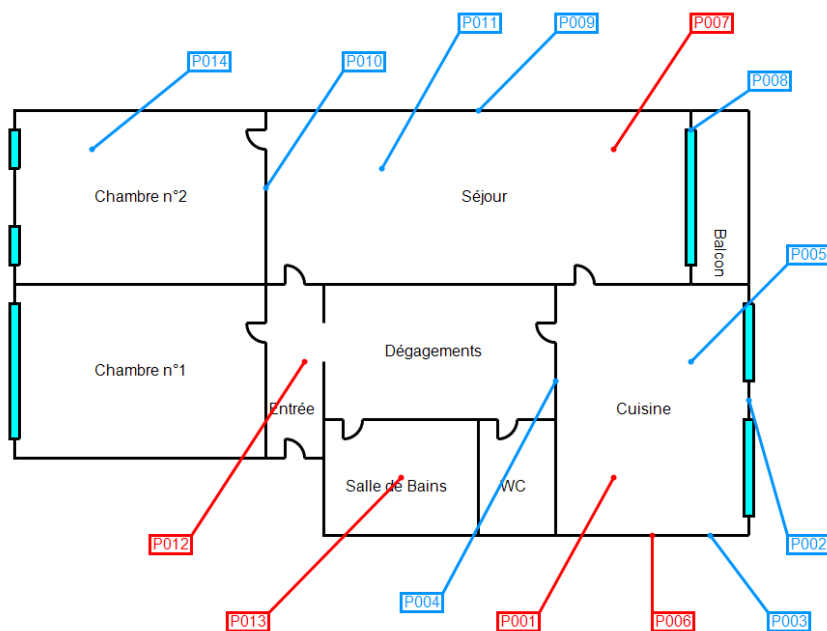 P011
P009
P007
P014
P010
P008
Chambre n°2
Séjour
Balcon
P005
Dégagements
Chambre n°1
Entrée
Cuisine
Salle de Bains
WC
P012
P002
P004
P013
P001
P006
P003